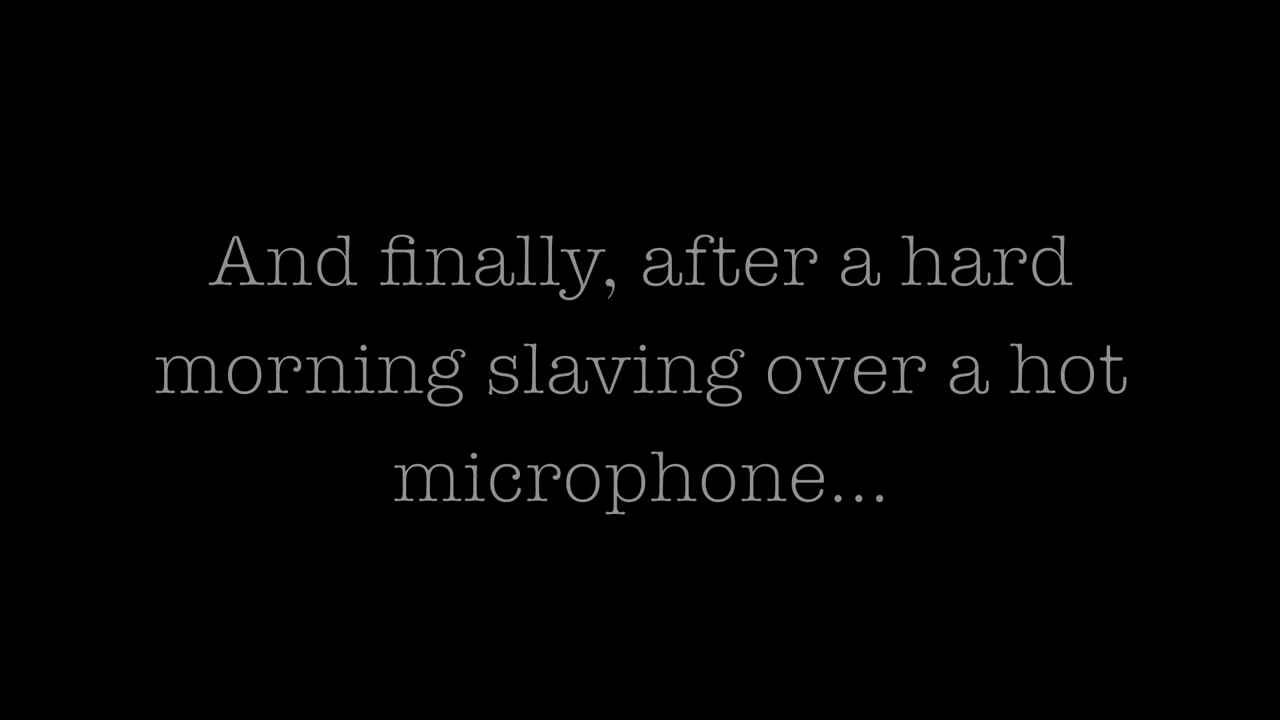 And finally, after a hard
morning slaving over a hot
microphone...